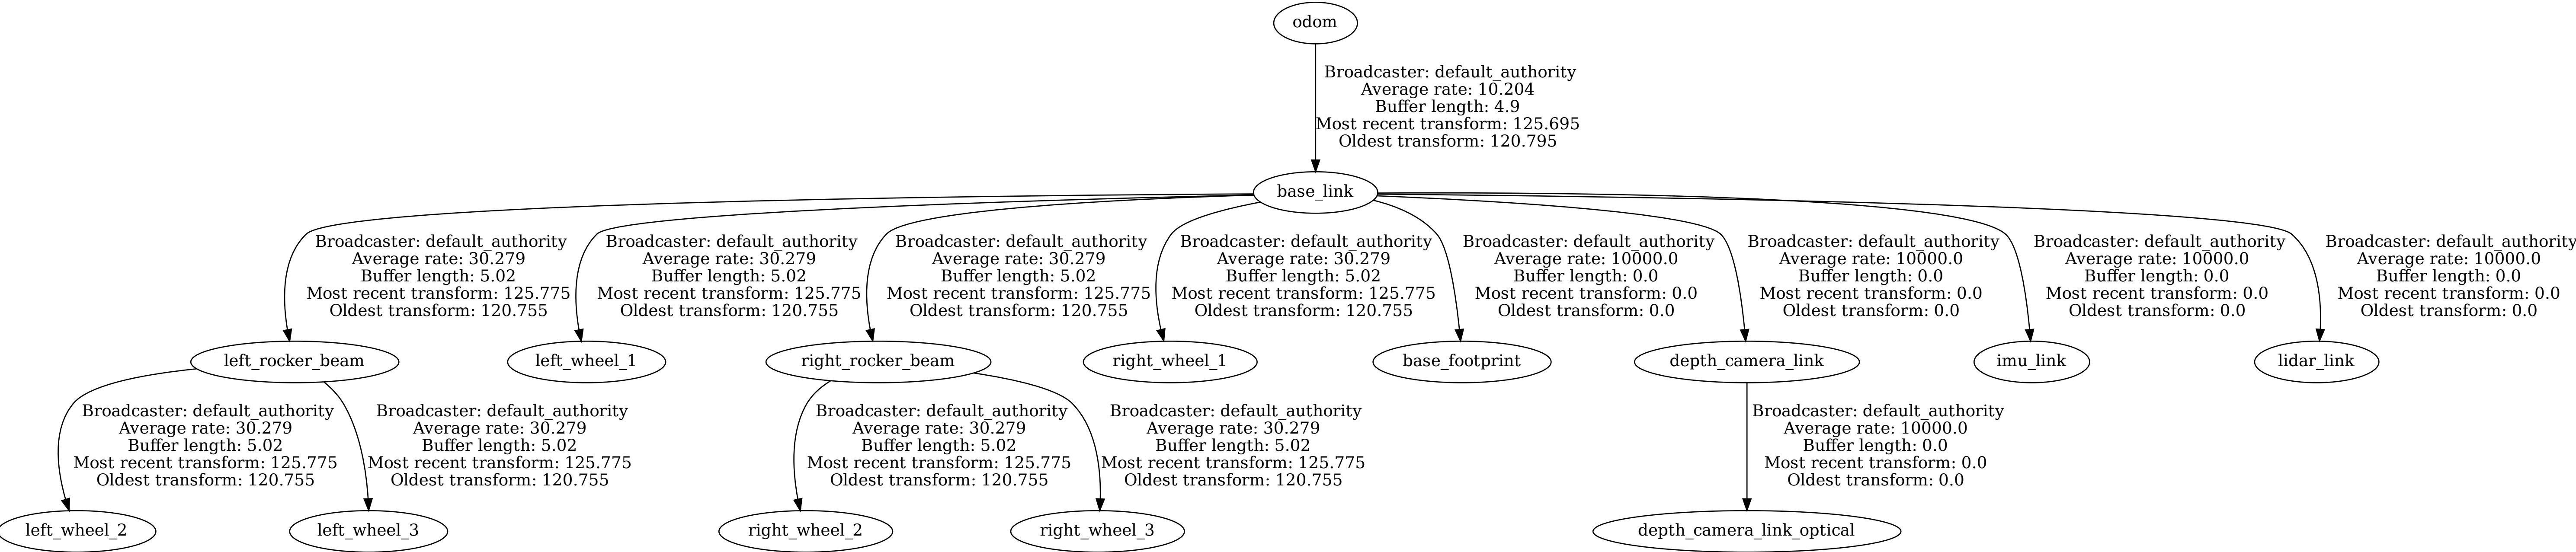 odom
Broadcaster: default_authority
Average rate: 10.204
Buffer length: 4.9
Most recent transform: 125.695
Oldest transform: 120.795
base_link
Broadcaster: default_authority
Average rate: 30.279
Buffer length: 5.02
Most recent transform: 125.775
Oldest transform: 120.755
Broadcaster: default_authority
Average rate: 30.279
Buffer length: 5.02
Most recent transform: 125.775
Oldest transform: 120.755
Broadcaster: default_authority
Average rate: 30.279
Buffer length: 5.02
Most recent transform: 125.775
Oldest transform: 120.755
Broadcaster: default_authority
Average rate: 30.279
Buffer length: 5.02
Most recent transform: 125.775
Oldest transform: 120.755
Broadcaster: default_authority
Average rate: 10000.0
Buffer length: 0.0
Most recent transform: 0.0
Oldest transform: 0.0
Broadcaster: default_authority
Average rate: 10000.0
Buffer length: 0.0
Most recent transform: 0.0
Oldest transform: 0.0
Broadcaster: default_authority
Average rate: 10000.0
Buffer length: 0.0
Most recent transform: 0.0
Oldest transform: 0.0
Broadcaster: default_authority
Average rate: 10000.0
Buffer length: 0.0
Most recent transform: 0.0
Oldest transform: 0.0
left_rocker_beam
left_wheel_1
right_rocker_beam
right_wheel_1
base_footprint
depth_camera_link
imu_link
lidar_link
Broadcaster: default_authority
Average rate: 30.279
Buffer length: 5.02
Most recent transform: 125.775
Oldest transform: 120.755
Broadcaster: default_authority
Average rate: 30.279
Buffer length: 5.02
Most recent transform: 125.775
Oldest transform: 120.755
Broadcaster: default_authority
Average rate: 30.279
Buffer length: 5.02
Most recent transform: 125.775
Oldest transform: 120.755
Broadcaster: default_authority
Average rate: 30.279
Buffer length: 5.02
Most recent transform: 125.775
Oldest transform: 120.755
Broadcaster: default_authority
Average rate: 10000.0
Buffer length: 0.0
Most recent transform: 0.0
Oldest transform: 0.0
left_wheel_2
left_wheel_3
right_wheel_2
right_wheel_3
depth_camera_link_optical